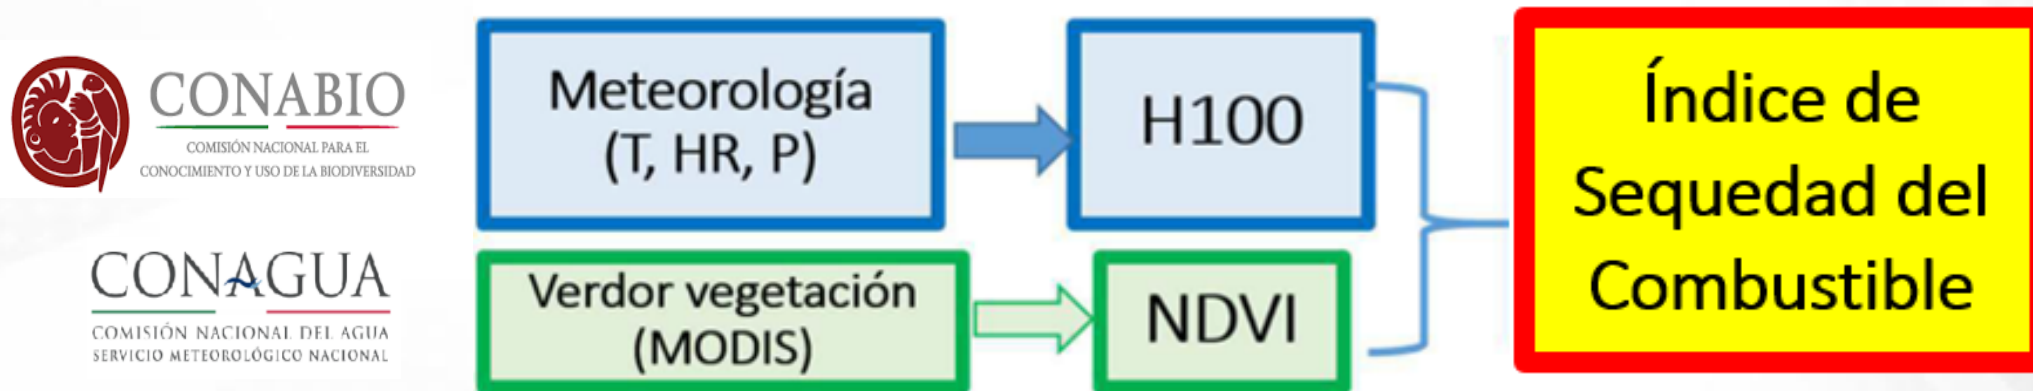 CONABIO
COMISIÓN NACIONAL PARA EL
CONOCIMIENTO Y USO DE LA BIODIVERSIDAD
CONAGUA
COMISIÓN NACIONAL DEL AGUA
SERVICIO METEOROLÓGICO NACIONAL
Meteorología
(T, HR, P)
H100
Verdor vegetación
(MODIS)
NDVI
Índice de
Sequedad del
Combustible